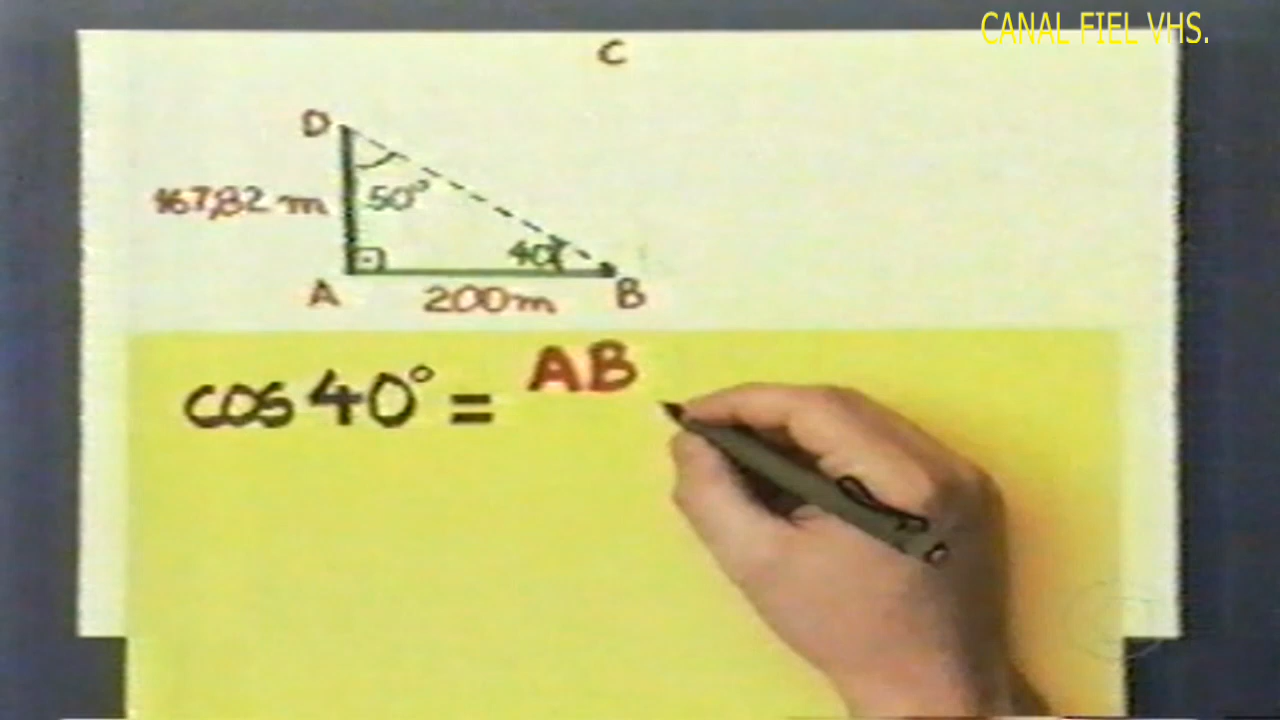 CANAL FIEL VHS.
C
D
167,82 m
50°
40°
A
200m
B
cos 40° = AB